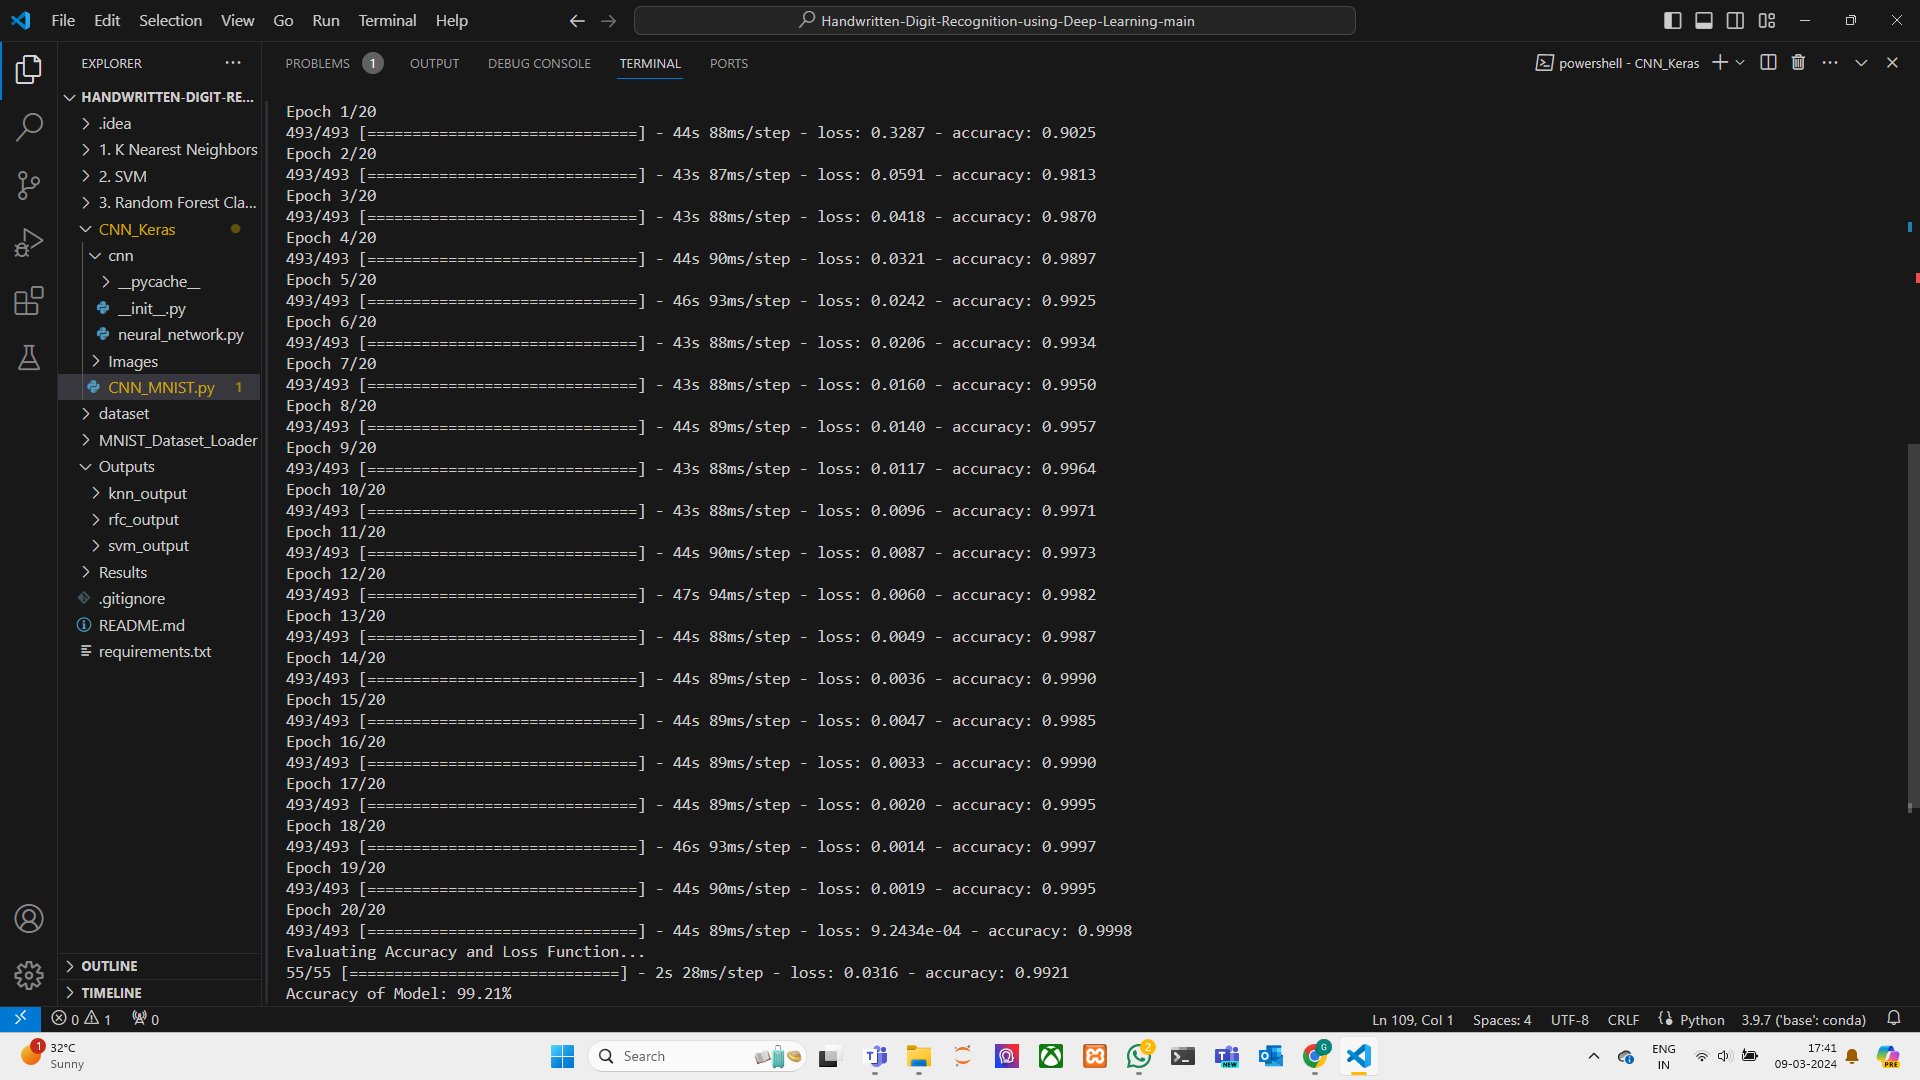 File Edit Selection View Go Run Terminal Help
Handwritten-Digit-Recognition-using-Deep-Learning-main
EXPLORER
HANDWRITTEN-DIGIT-RE...
.idea
1. K Nearest Neighbors
2. SVM
3. Random Forest Cla...
CNN_Keras
cnn
__pycache__
__init__.py
neural_network.py
Images
CNN_MNIST.py 1
dataset
MNIST_Dataset_Loader
Outputs
knn_output
rfc_output
svm_output
Results
.gitignore
README.md
requirements.txt
OUTLINE
TIMELINE
PROBLEMS 1 OUTPUT DEBUG CONSOLE TERMINAL PORTS
powershell - CNN_Keras
Epoch 1/20
493/493 [==============================] - 44s 88ms/step - loss: 0.3287 - accuracy: 0.9025
Epoch 2/20
493/493 [==============================] - 43s 87ms/step - loss: 0.0591 - accuracy: 0.9813
Epoch 3/20
493/493 [==============================] - 43s 88ms/step - loss: 0.0418 - accuracy: 0.9870
Epoch 4/20
493/493 [==============================] - 44s 90ms/step - loss: 0.0321 - accuracy: 0.9897
Epoch 5/20
493/493 [==============================] - 46s 93ms/step - loss: 0.0242 - accuracy: 0.9925
Epoch 6/20
493/493 [==============================] - 43s 88ms/step - loss: 0.0206 - accuracy: 0.9934
Epoch 7/20
493/493 [==============================] - 43s 88ms/step - loss: 0.0160 - accuracy: 0.9950
Epoch 8/20
493/493 [==============================] - 44s 89ms/step - loss: 0.0140 - accuracy: 0.9957
Epoch 9/20
493/493 [==============================] - 43s 88ms/step - loss: 0.0117 - accuracy: 0.9964
Epoch 10/20
493/493 [==============================] - 43s 88ms/step - loss: 0.0096 - accuracy: 0.9971
Epoch 11/20
493/493 [==============================] - 44s 90ms/step - loss: 0.0087 - accuracy: 0.9973
Epoch 12/20
493/493 [==============================] - 47s 94ms/step - loss: 0.0060 - accuracy: 0.9982
Epoch 13/20
493/493 [==============================] - 44s 88ms/step - loss: 0.0049 - accuracy: 0.9987
Epoch 14/20
493/493 [==============================] - 44s 89ms/step - loss: 0.0036 - accuracy: 0.9990
Epoch 15/20
493/493 [==============================] - 44s 89ms/step - loss: 0.0047 - accuracy: 0.9985
Epoch 16/20
493/493 [==============================] - 44s 89ms/step - loss: 0.0033 - accuracy: 0.9990
Epoch 17/20
493/493 [==============================] - 44s 89ms/step - loss: 0.0020 - accuracy: 0.9995
Epoch 18/20
493/493 [==============================] - 46s 93ms/step - loss: 0.0014 - accuracy: 0.9997
Epoch 19/20
493/493 [==============================] - 44s 90ms/step - loss: 0.0019 - accuracy: 0.9995
Epoch 20/20
493/493 [==============================] - 44s 89ms/step - loss: 9.2434e-04 - accuracy: 0.9998
Evaluating Accuracy and Loss Function...
55/55 [==============================] - 2s 28ms/step - loss: 0.0316 - accuracy: 0.9921
Accuracy of Model: 99.21%
0 1 0 Ln 109, Col 1 Spaces: 4 UTF-8 CRLF Python 3.9.7 ('base': conda)
1 32°C
Sunny
Search
2
NEW
G
ENG
IN
17:41
09-03-2024
PRE